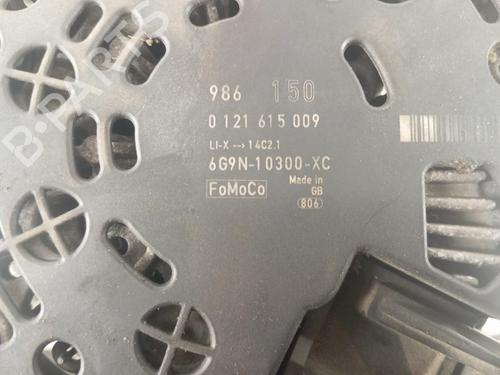 B-PARTS
986 150
0 121 615 009
LI-X --> 14C2.1
6G9N-10300-XC
FoMoCo Made in
GB
(806)